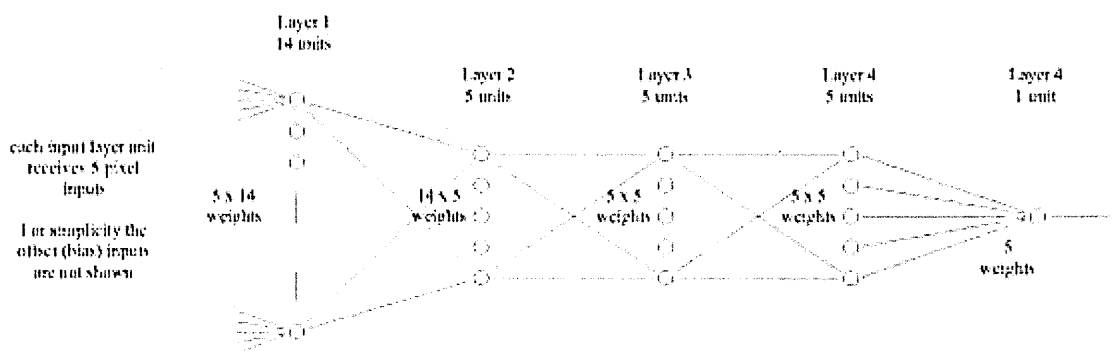 Layer 1
14 units
Layer 2
5 units
Layer 3
5 units
Layer 4
5 units
Layer 4
1 unit
each input layer unit
receives 5 pixel
inputs
For simplicity the
offset (bias) inputs
are not shown
5 x 14
weights
14 x 5
weights
5 x 5
weights
5 x 5
weights
5
weights